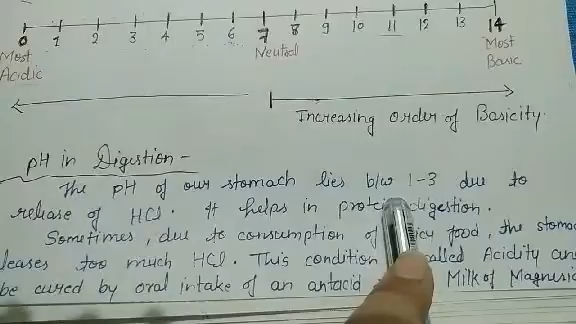 0 1 2 3 4 5 6 7 8 9 10 11 12 13 14
Most Acidic Neutral Most Basic
Increasing Order of Basicity.
pH in Digestion -
The pH of our stomach lies b/w 1-3 due to
release of HCl. It helps in digestion.
Sometimes, due to consumption of food, the stomac
leases too much HCl. This condition alled Acidity an
be cured by oral intake of an antacid Milk of Magnesi